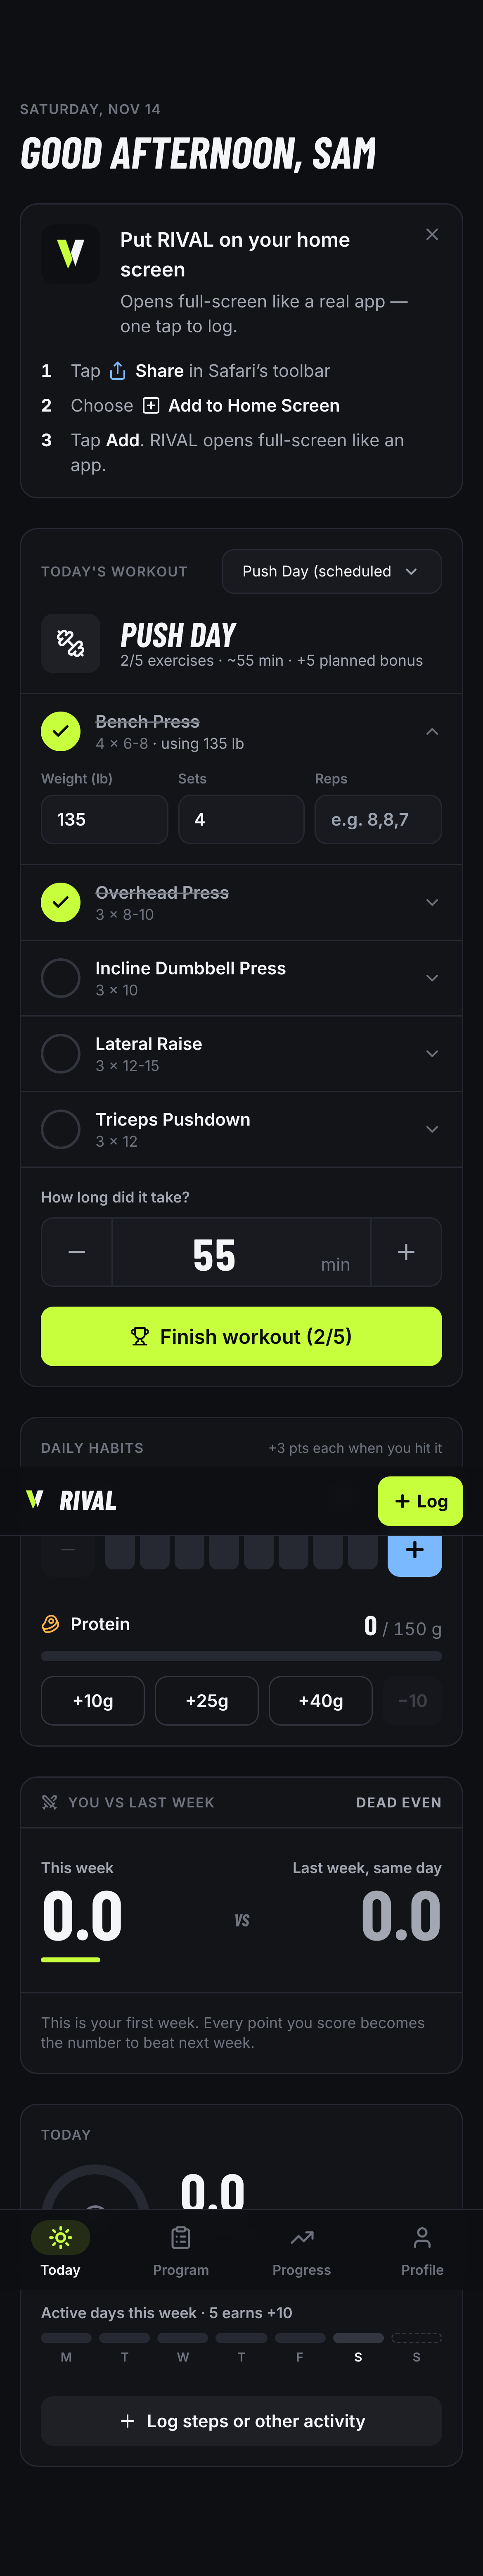 SATURDAY, NOV 14
GOOD AFTERNOON, SAM
Put RIVAL on your home
screen
Opens full-screen like a real app —
one tap to log.
1 Tap Share in Safari’s toolbar
2 Choose Add to Home Screen
3 Tap Add. RIVAL opens full-screen like an
app.
TODAY'S WORKOUT
Push Day (scheduled
PUSH DAY
2/5 exercises · ~55 min · +5 planned bonus
Bench Press
4 × 6-8 · using 135 lb
Weight (lb) Sets Reps
135 4 e.g. 8,8,7
Overhead Press
3 × 8-10
Incline Dumbbell Press
3 × 10
Lateral Raise
3 × 12-15
Triceps Pushdown
3 × 12
How long did it take?
− 55 min +
Finish workout (2/5)
DAILY HABITS +3 pts each when you hit it
RIVAL + Log
− +
Protein 0 / 150 g
+10g +25g +40g −10
YOU VS LAST WEEK DEAD EVEN
This week Last week, same day
0.0 VS 0.0
This is your first week. Every point you score becomes
the number to beat next week.
TODAY
0.0
Today Program Progress Profile
Active days this week · 5 earns +10
M T W T F S S
+ Log steps or other activity